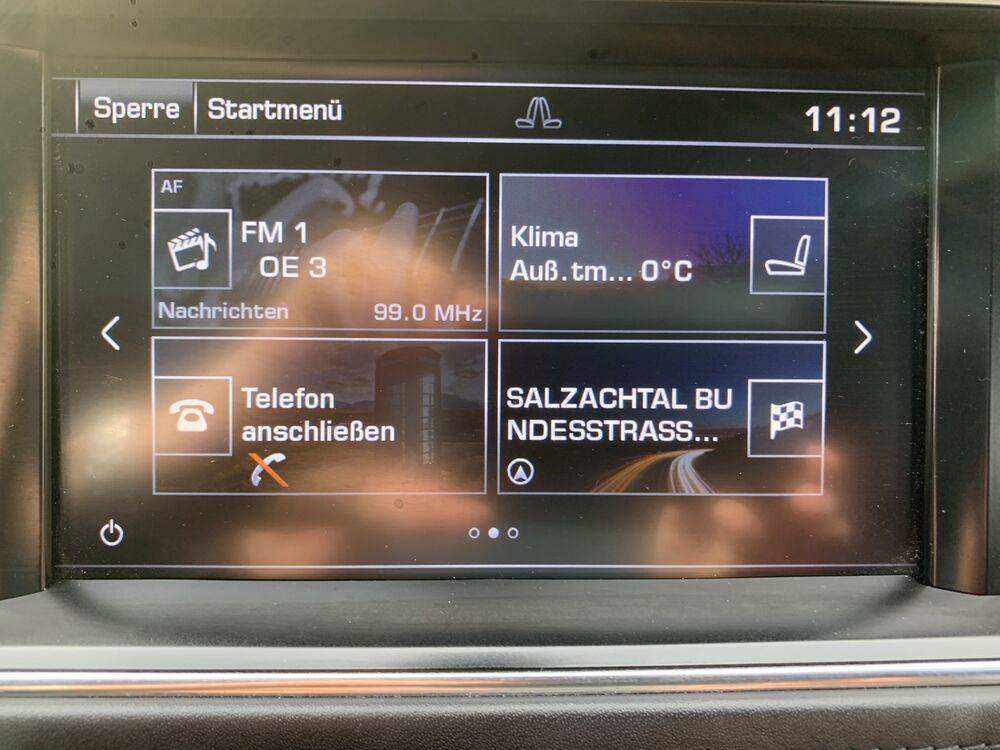 Sperre Startmenü 11:12
AF
FM 1
OE 3
Nachrichten 99.0 MHz
Klima
Auß.tm... 0°C
Telefon
anschließen
SALZACHTAL BU
NDESSTRASS...